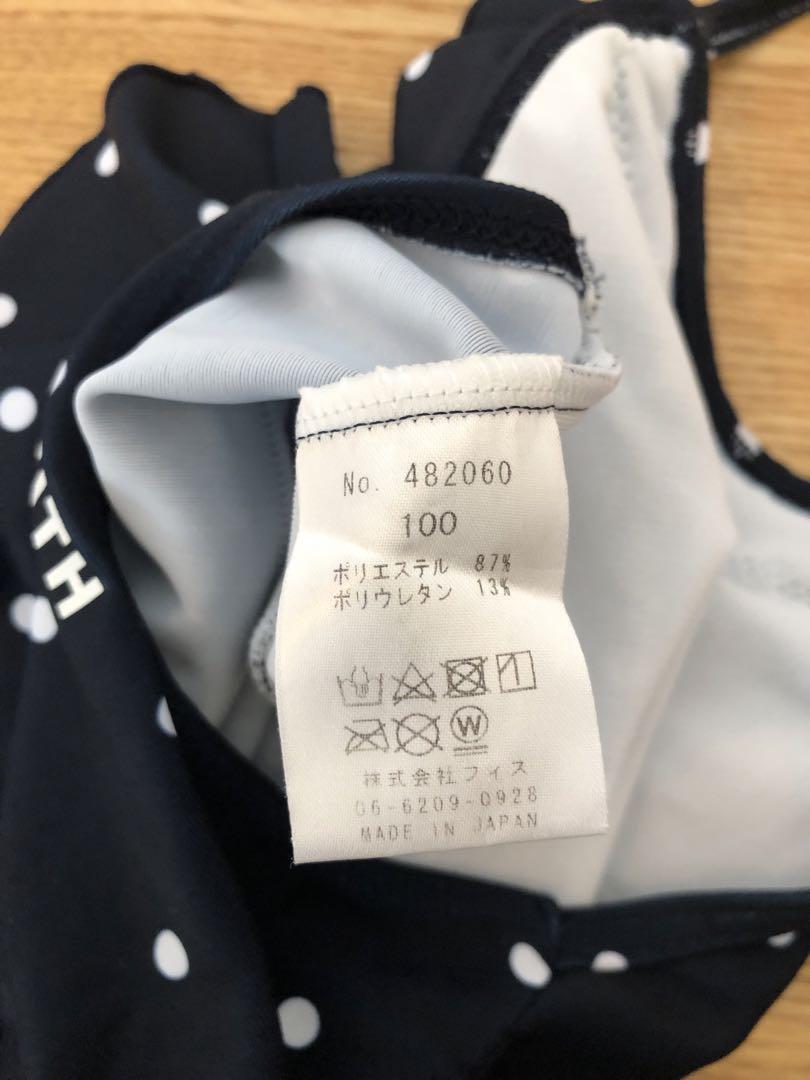 No. 482060
100
ポリエステル 87%
ポリウレタン 13%
W
株式会社フィス
06-6209-0928
MADE IN JAPAN
ATH